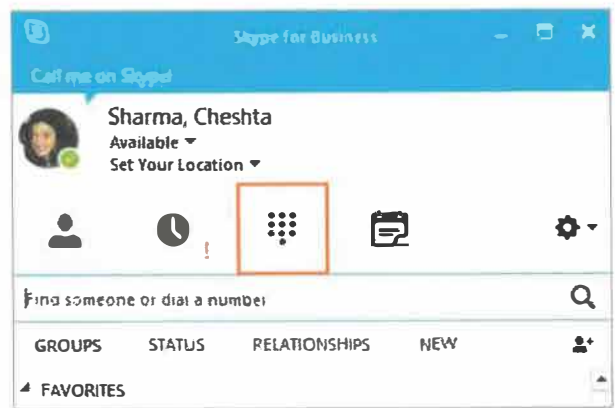 Skype for Business
Call me on Skype!
Sharma, Cheshta
Available
Set Your Location
Find someone or dial a number
GROUPS STATUS RELATIONSHIPS NEW
FAVORITES